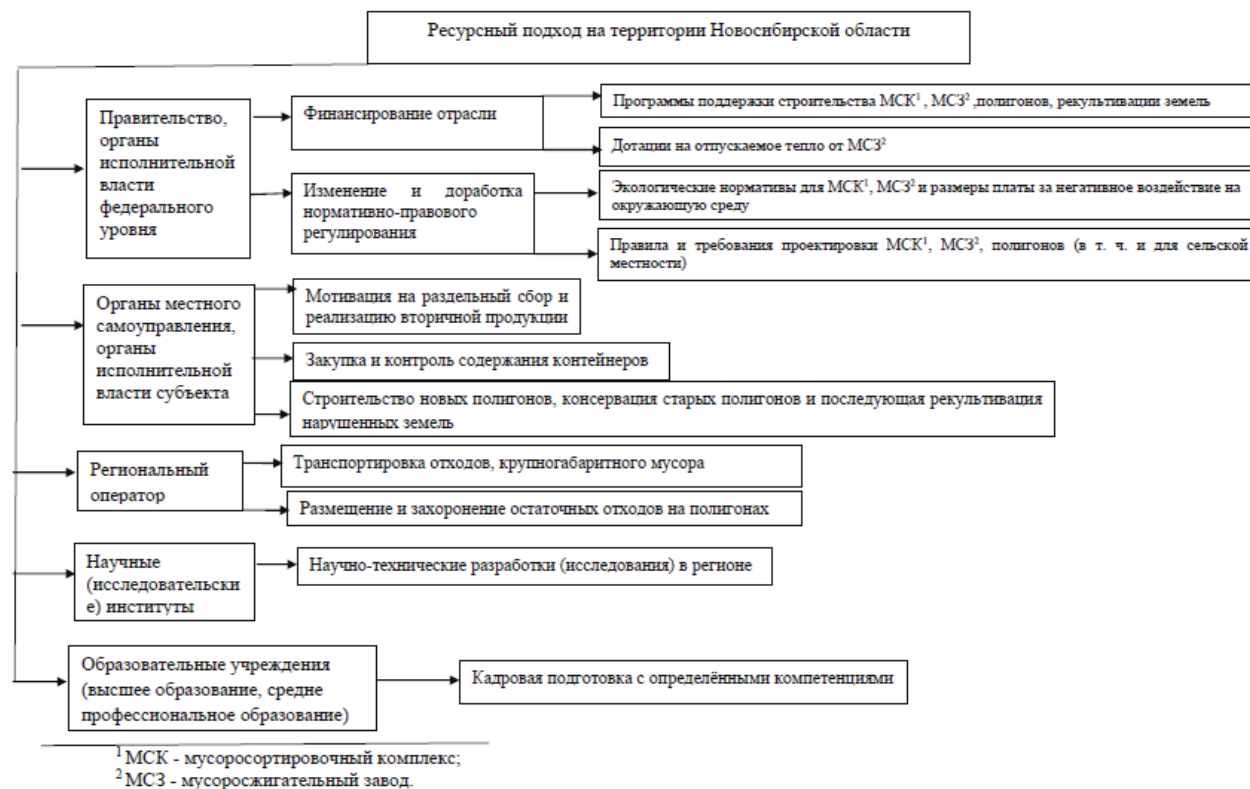 Ресурсный подход на территории Новосибирской области
Правительство,
органы
исполнительной
власти
федерального
уровня
Финансирование отрасли
Программы поддержки строительства МСК¹ , МСЗ² ,полигонов, рекультивации земель
Дотации на отпускаемое тепло от МСЗ²
Изменение и доработка
нормативно-правового
регулирования
Экологические нормативы для МСК¹, МСЗ² и размеры платы за негативное воздействие на
окружающую среду
Правила и требования проектировки МСК¹, МСЗ², полигонов (в т. ч. и для сельской
местности)
Органы местного
самоуправления,
органы
исполнительной
власти субъекта
Мотивация на раздельный сбор и
реализацию вторичной продукции
Закупка и контроль содержания контейнеров
Строительство новых полигонов, консервация старых полигонов и последующая рекультивация
нарушенных земель
Региональный
оператор
Транспортировка отходов, крупногабаритного мусора
Размещение и захоронение остаточных отходов на полигонах
Научные
(исследовательски
е) институты
Научно-технические разработки (исследования) в регионе
Образовательные учреждения
(высшее образование, средне
профессиональное образование)
Кадровая подготовка с определёнными компетенциями
¹ МСК - мусоросортировочный комплекс;
² МСЗ - мусоросжигательный завод.